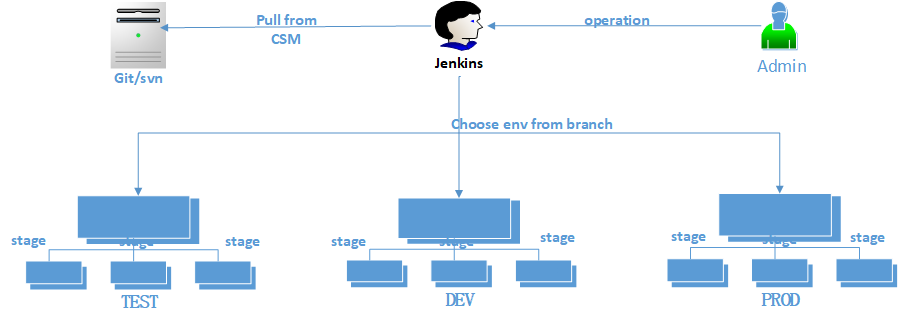 Pull from
CSM
operation
Git/svn
Jenkins
Admin
Choose env from branch
stage
stage
stage
stage
stage
stage
stage
stage
stage
TEST
DEV
PROD